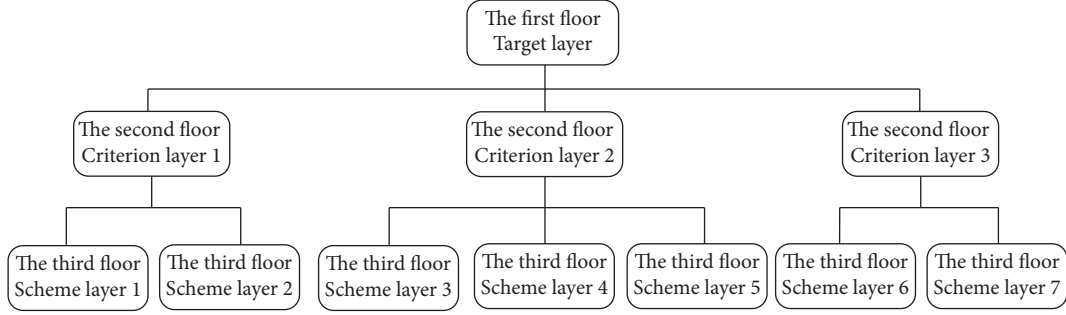 The first floor
Target layer
The second floor
Criterion layer 1
The second floor
Criterion layer 2
The second floor
Criterion layer 3
The third floor
Scheme layer 1
The third floor
Scheme layer 2
The third floor
Scheme layer 3
The third floor
Scheme layer 4
The third floor
Scheme layer 5
The third floor
Scheme layer 6
The third floor
Scheme layer 7